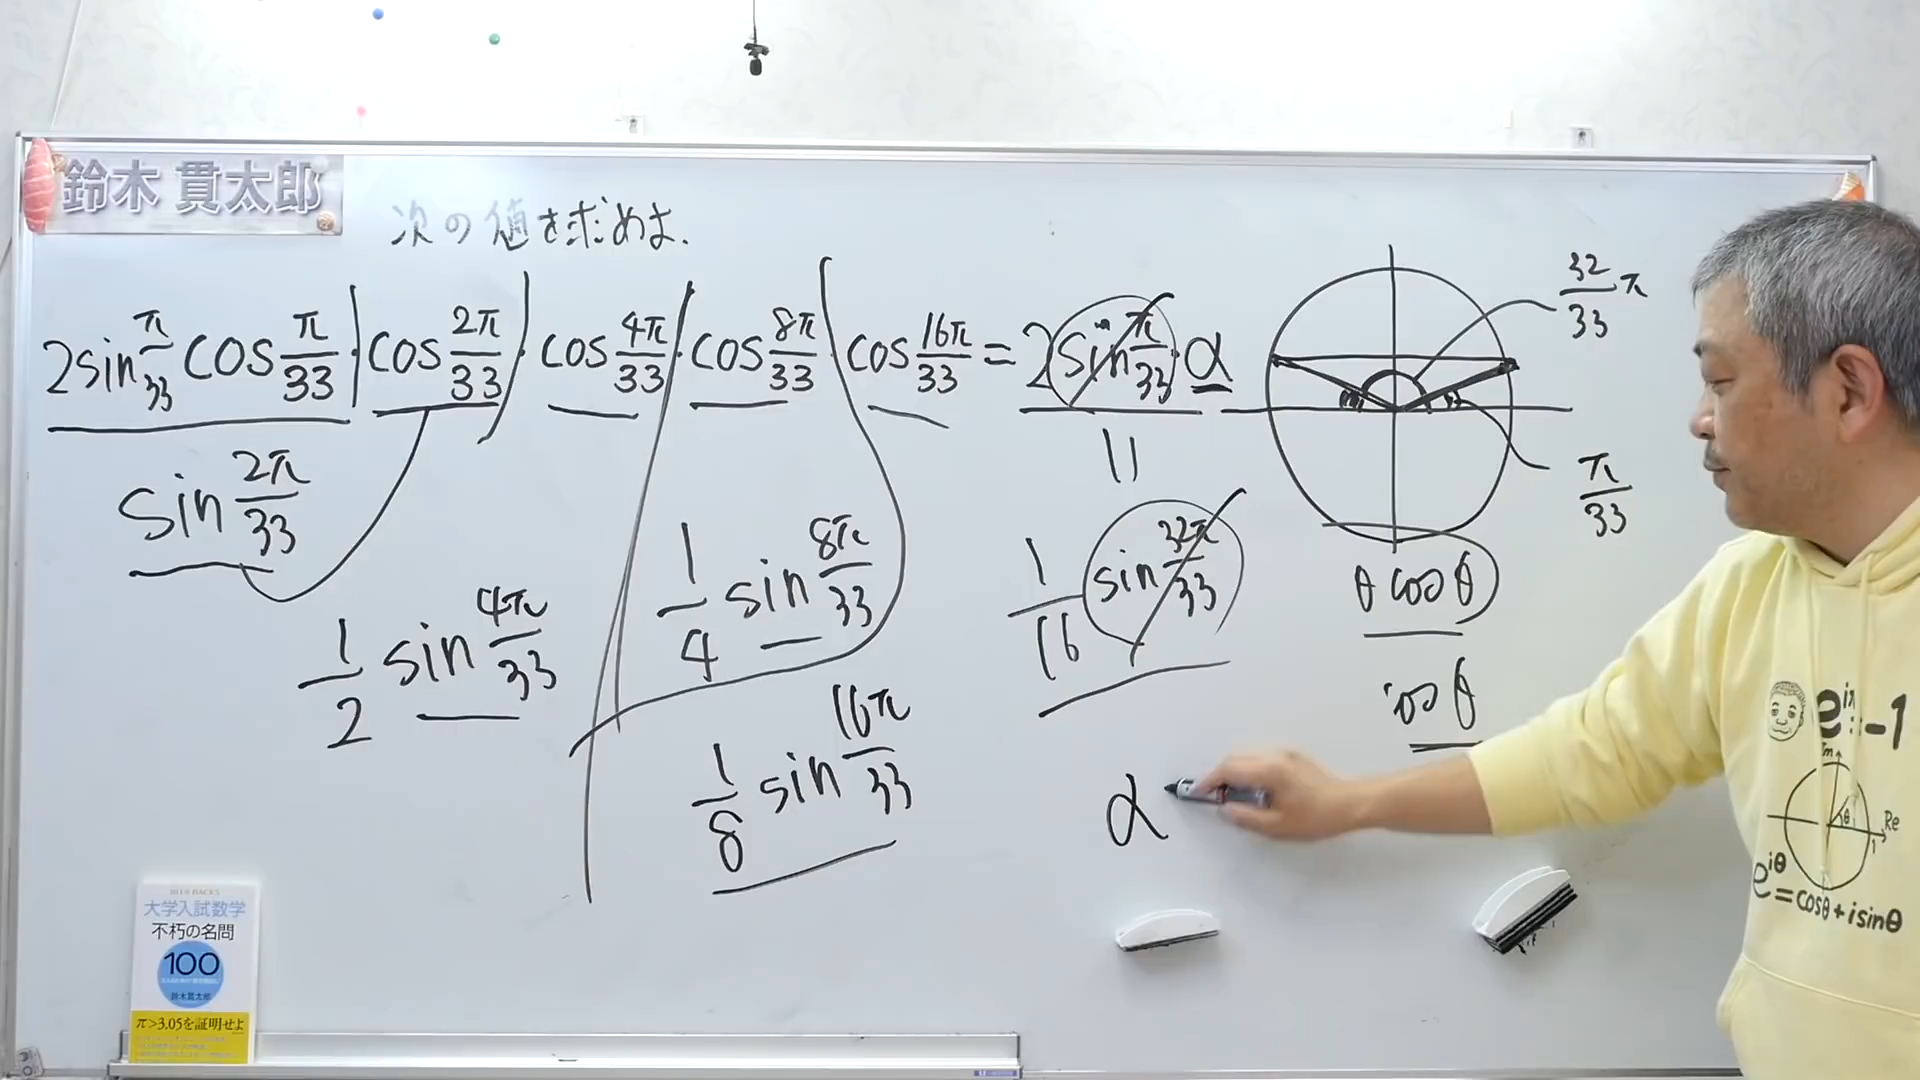 鈴木 貫太郎
次の値を求めよ.
2sin π/33 cos π/33 · cos 2π/33 · cos 4π/33 · cos 8π/33 · cos 16π/33 = 2 sin π/33 · α
sin 2π/33
1/2 sin 4π/33
1/4 sin 8π/33
1/8 sin 16π/33
11
1/16 sin 32π/33
α
32/33 π
π/33
θ cos θ
θ
大学入試数学
不朽の名問
100
鈴木貫太郎
π>3.05を証明せよ
e^iπ=-1
Im
θ
Re
1
e^iθ=cosθ+isinθ